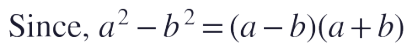 Since, a² − b² = (a − b)(a + b)